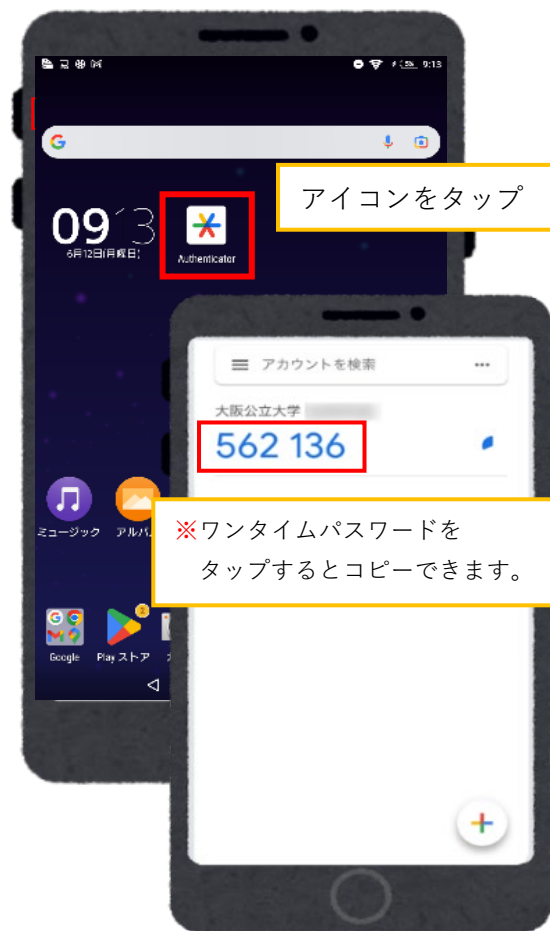 9:13
アイコンをタップ
0913
6月12日(月曜日)
Authenticator
アカウントを検索
大阪公立大学
562 136
ミュージック
アルバ
※ワンタイムパスワードを
タップするとコピーできます。
Google
Play ストア